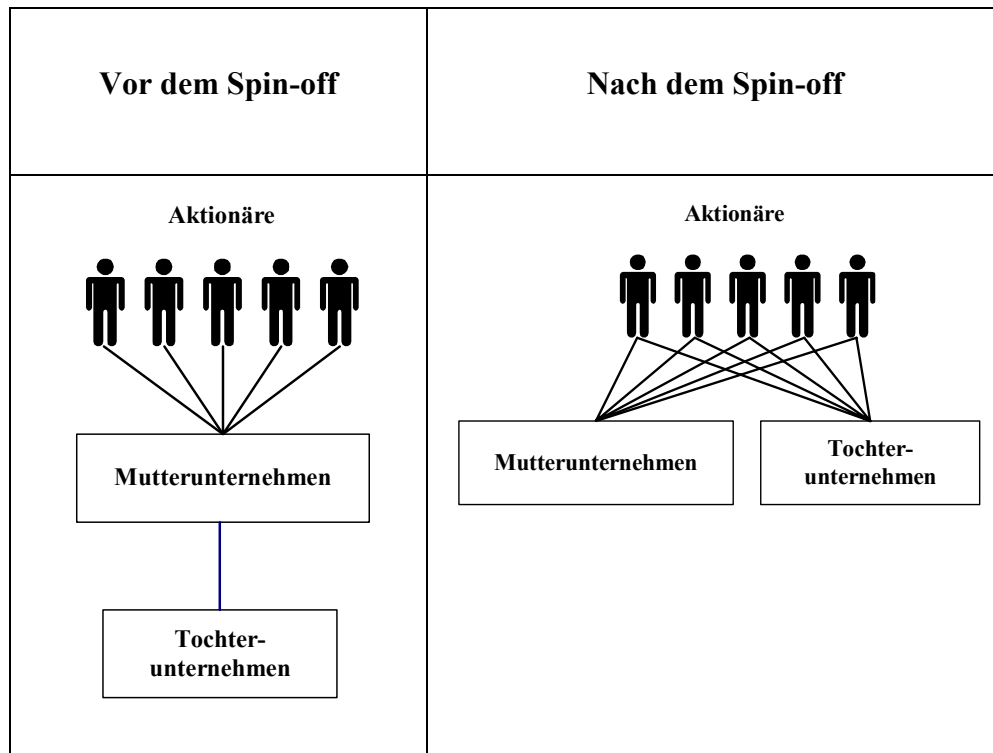 Vor dem Spin-off
Nach dem Spin-off
Aktionäre
Mutterunternehmen
Tochter-
unternehmen
Aktionäre
Mutterunternehmen
Tochter-
unternehmen